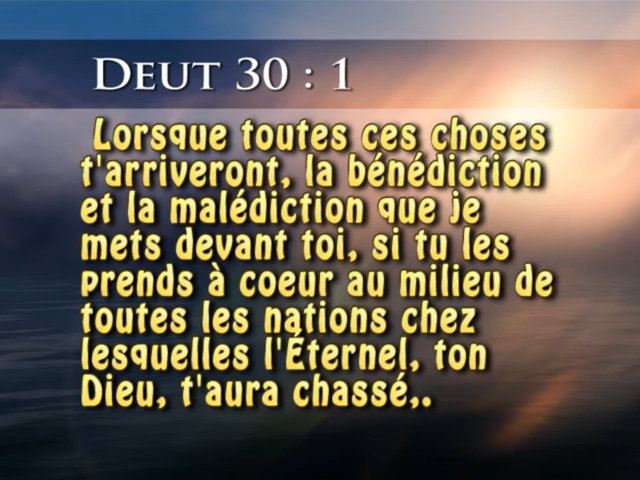 DEUT 30 : 1
Lorsque toutes ces choses
t'arriveront, la bénédiction
et la malédiction que je
mets devant toi, si tu les
prends à coeur au milieu de
toutes les nations chez
lesquelles l'Éternel, ton
Dieu, t'aura chassé,.